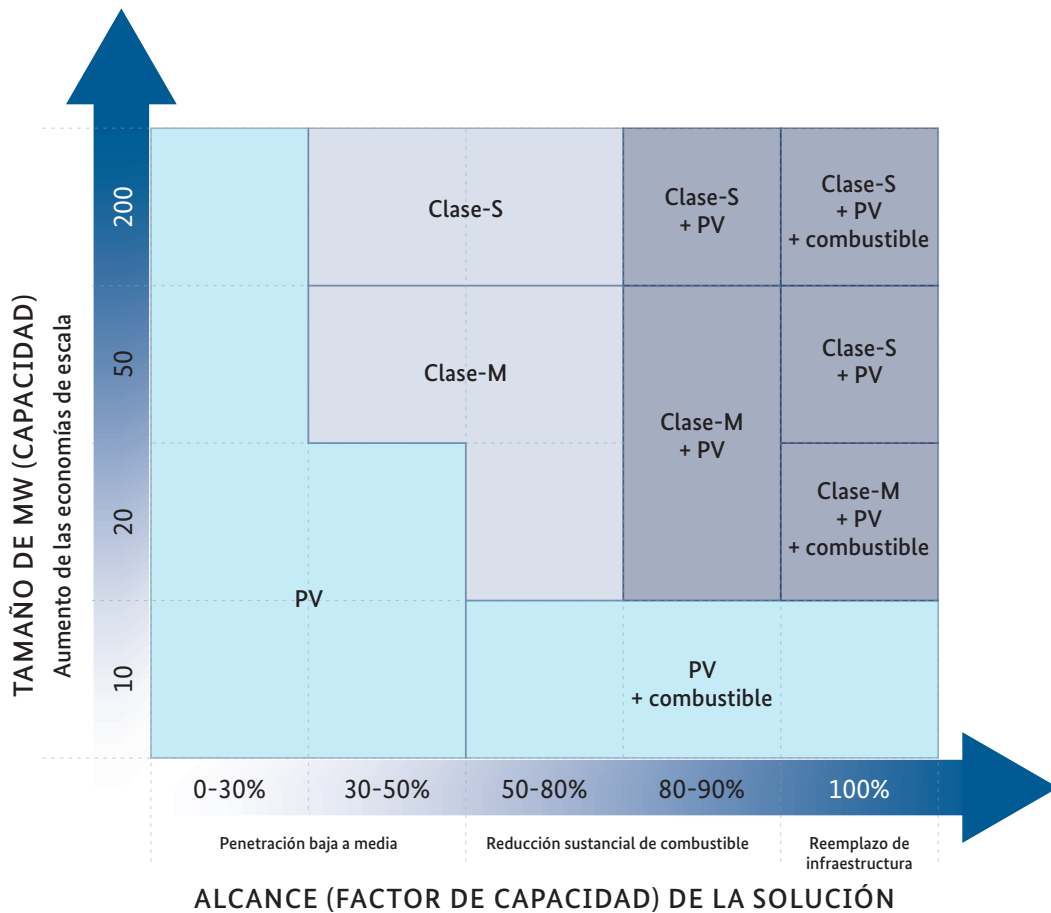 TAMAÑO DE MW (CAPACIDAD)
Aumento de las economías de escala
200
50
20
10
Clase-S
Clase-S
+ PV
Clase-S
+ PV
+ combustible
Clase-M
Clase-M
+ PV
Clase-S
+ PV
Clase-M
+ PV
+ combustible
PV
PV
+ combustible
0-30%
30-50%
50-80%
80-90%
100%
Penetración baja a media
Reducción sustancial de combustible
Reemplazo de
infraestructura
ALCANCE (FACTOR DE CAPACIDAD) DE LA SOLUCIÓN